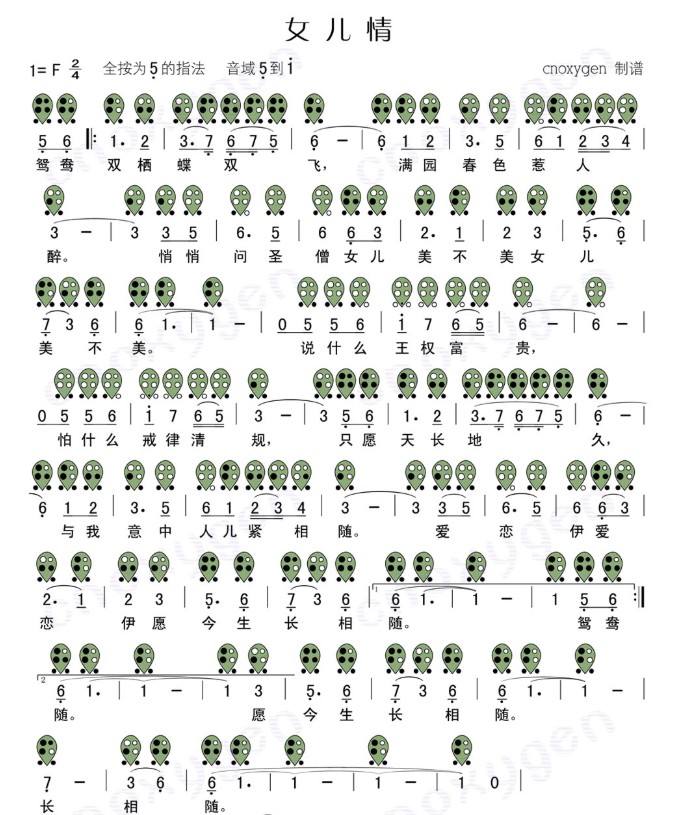 女儿情
1= F 2/4 全按为5的指法 音域5到i cnoxygen 制谱
5 6 ‖: 1· 2 | 3· 7 6 7 5 | 6 – | 6 1 2 | 3· 5 | 6 1 2 3 4 |
鸳鸯 双栖 蝶双 飞, 满园 春色 惹人
3 – | 3 3 5 | 6· 5 | 6 6 3 | 2· 1 | 2 3 | 5· 6 |
醉。 悄悄 问圣 僧女儿 美不 美女 儿
7 3 6 | 6 1· | 1 – | 0 5 5 6 | i 7 6 5 | 6 – | 6 – |
美不 美。 说什么 王权富 贵,
0 5 5 6 | i 7 6 5 | 3 – | 3 5 6 | 1· 2 | 3· 7 6 7 5 | 6 –
怕什么 戒律清 规, 只愿 天长 地 久,
6 1 2 | 3· 5 | 6 1 2 3 4 | 3 – | 3 3 5 | 6· 5 | 6 6 3 |
与我 意中 人儿紧相 随。 爱 恋 伊爱
2· 1 | 2 3 | 5· 6 | 7 3 6 | 1 6 1· | 1 – | 1 5 6 :‖
恋 伊愿 今生 长相 随。 鸳鸯
2 6 1· | 1 – | 1 3 | 5· 6 | 7 3 6 | 6 1· | 1 – |
随。 愿 今生 长相 随。
7 – | 3 6 | 6 1· | 1 – | 1 – | 1 0 |
长 相 随。